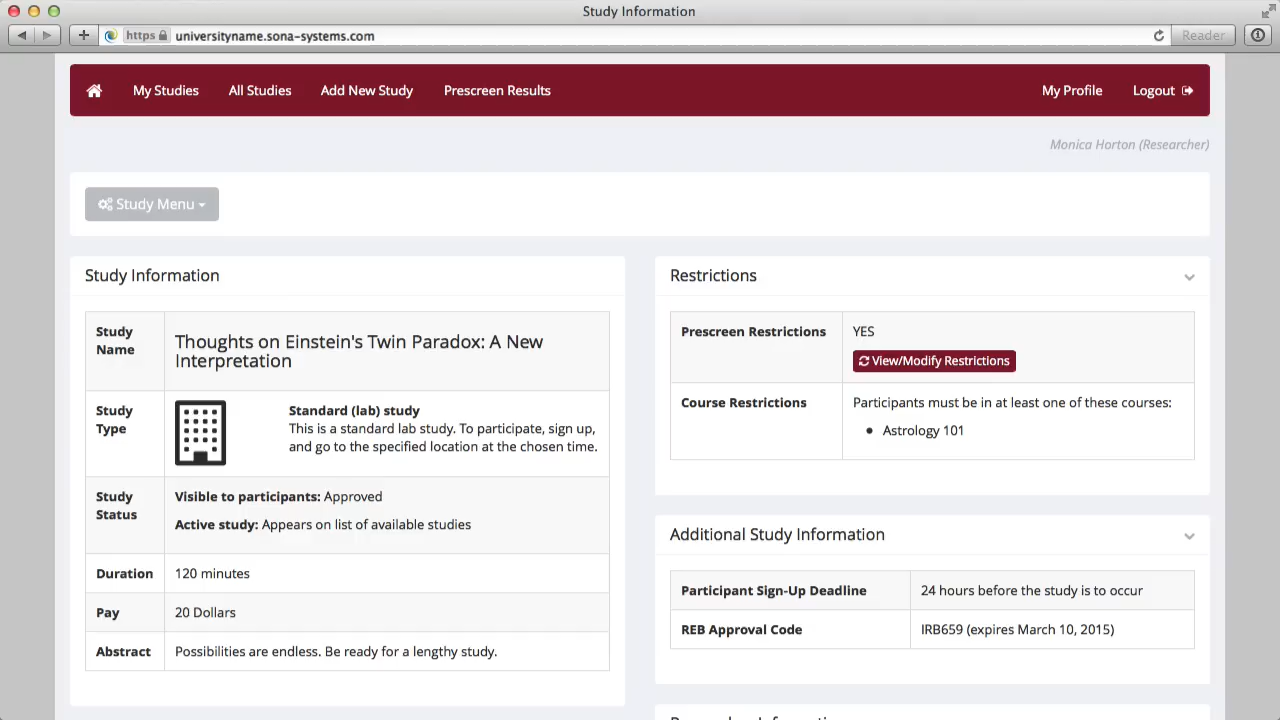 Study Information
https universityname.sona-systems.com Reader
My Studies All Studies Add New Study Prescreen Results My Profile Logout
Monica Horton (Researcher)
Study Menu
Study Information
Study Name
Thoughts on Einstein's Twin Paradox: A New
Interpretation
Study Type
Standard (lab) study
This is a standard lab study. To participate, sign up,
and go to the specified location at the chosen time.
Study Status
Visible to participants: Approved
Active study: Appears on list of available studies
Duration 120 minutes
Pay 20 Dollars
Abstract Possibilities are endless. Be ready for a lengthy study.
Restrictions
Prescreen Restrictions YES
View/Modify Restrictions
Course Restrictions Participants must be in at least one of these courses:
• Astrology 101
Additional Study Information
Participant Sign-Up Deadline 24 hours before the study is to occur
REB Approval Code IRB659 (expires March 10, 2015)